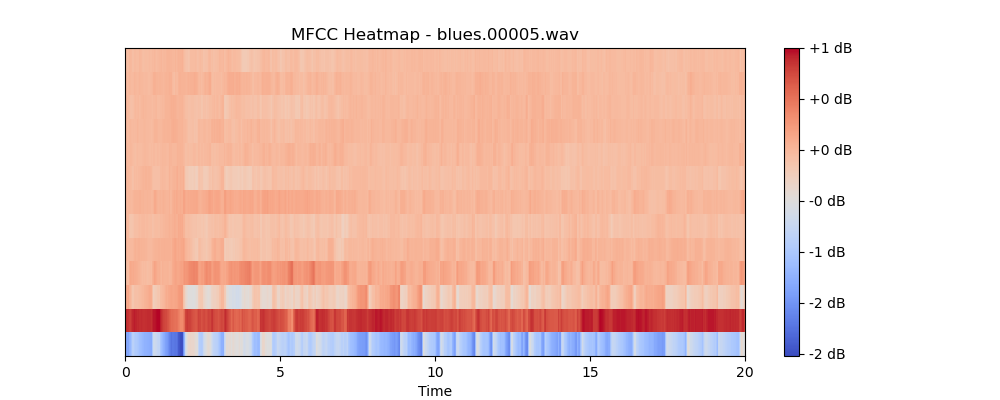 MFCC Heatmap - blues.00005.wav
+1 dB
+0 dB
+0 dB
-0 dB
-1 dB
-2 dB
-2 dB
0 5 10 15 20
Time